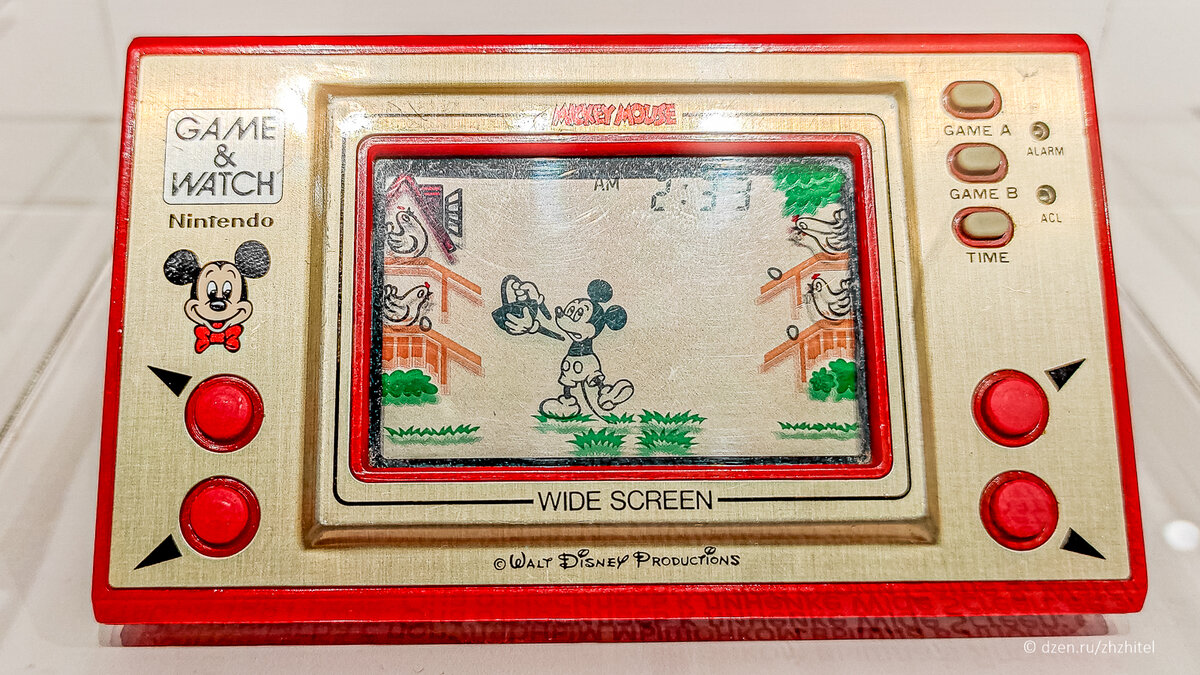 MICKEY MOUSE
GAME
&
WATCH
Nintendo
AM
GAME A
ALARM
GAME B
ACL
TIME
WIDE SCREEN
© WALT DISNEY PRODUCTIONS
© dzen.ru/zhzhitel